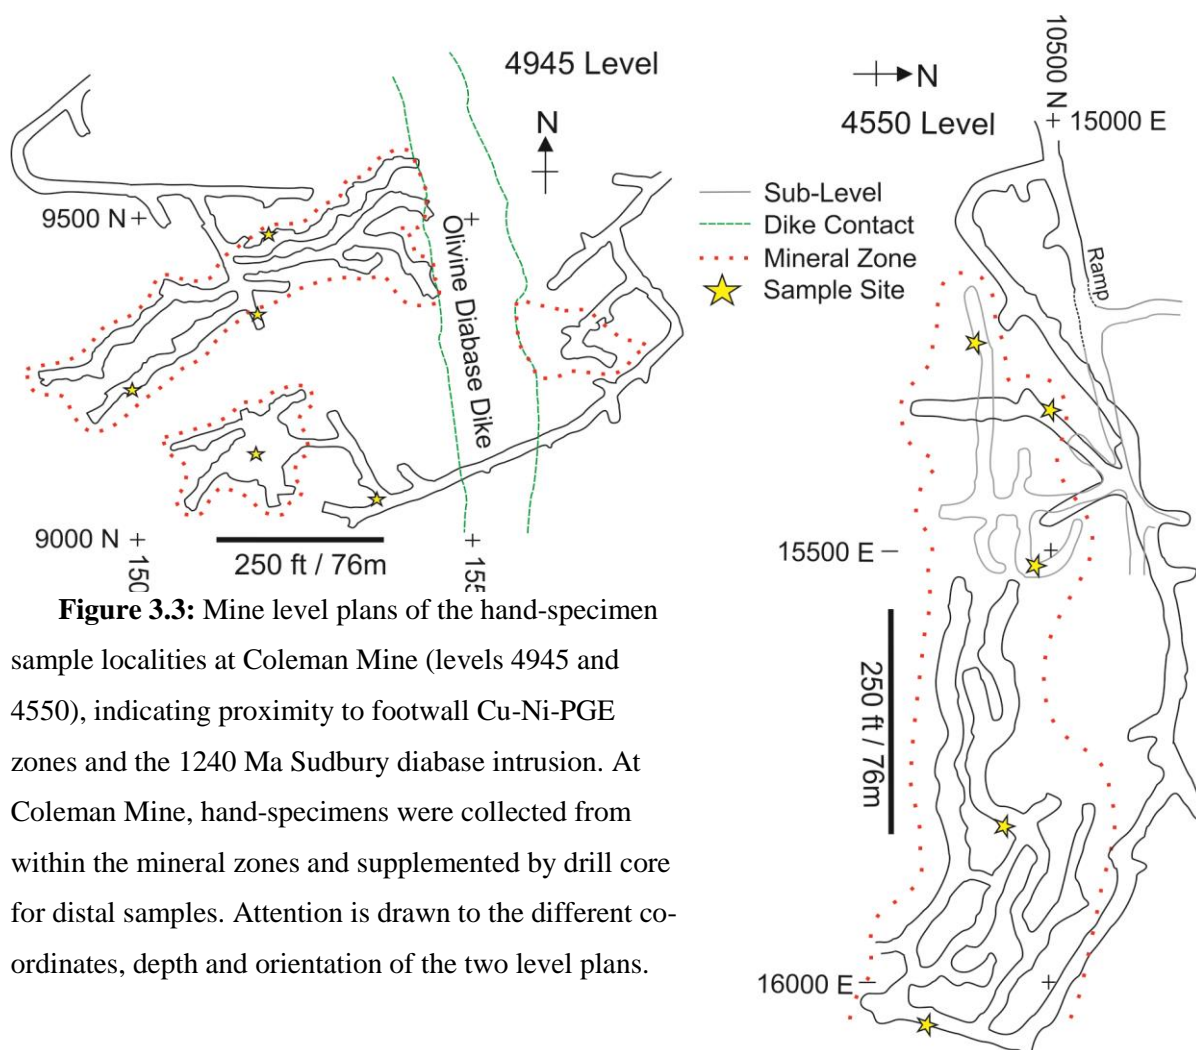 4945 Level
N
9500 N
Olivine Diabase Dike
9000 N
150
155
250 ft / 76m
N
4550 Level
10500 N
15000 E
Sub-Level
Dike Contact
Mineral Zone
Sample Site
Ramp
15500 E
250 ft / 76m
16000 E
Figure 3.3: Mine level plans of the hand-specimen
sample localities at Coleman Mine (levels 4945 and
4550), indicating proximity to footwall Cu-Ni-PGE
zones and the 1240 Ma Sudbury diabase intrusion. At
Coleman Mine, hand-specimens were collected from
within the mineral zones and supplemented by drill core
for distal samples. Attention is drawn to the different co-
ordinates, depth and orientation of the two level plans.